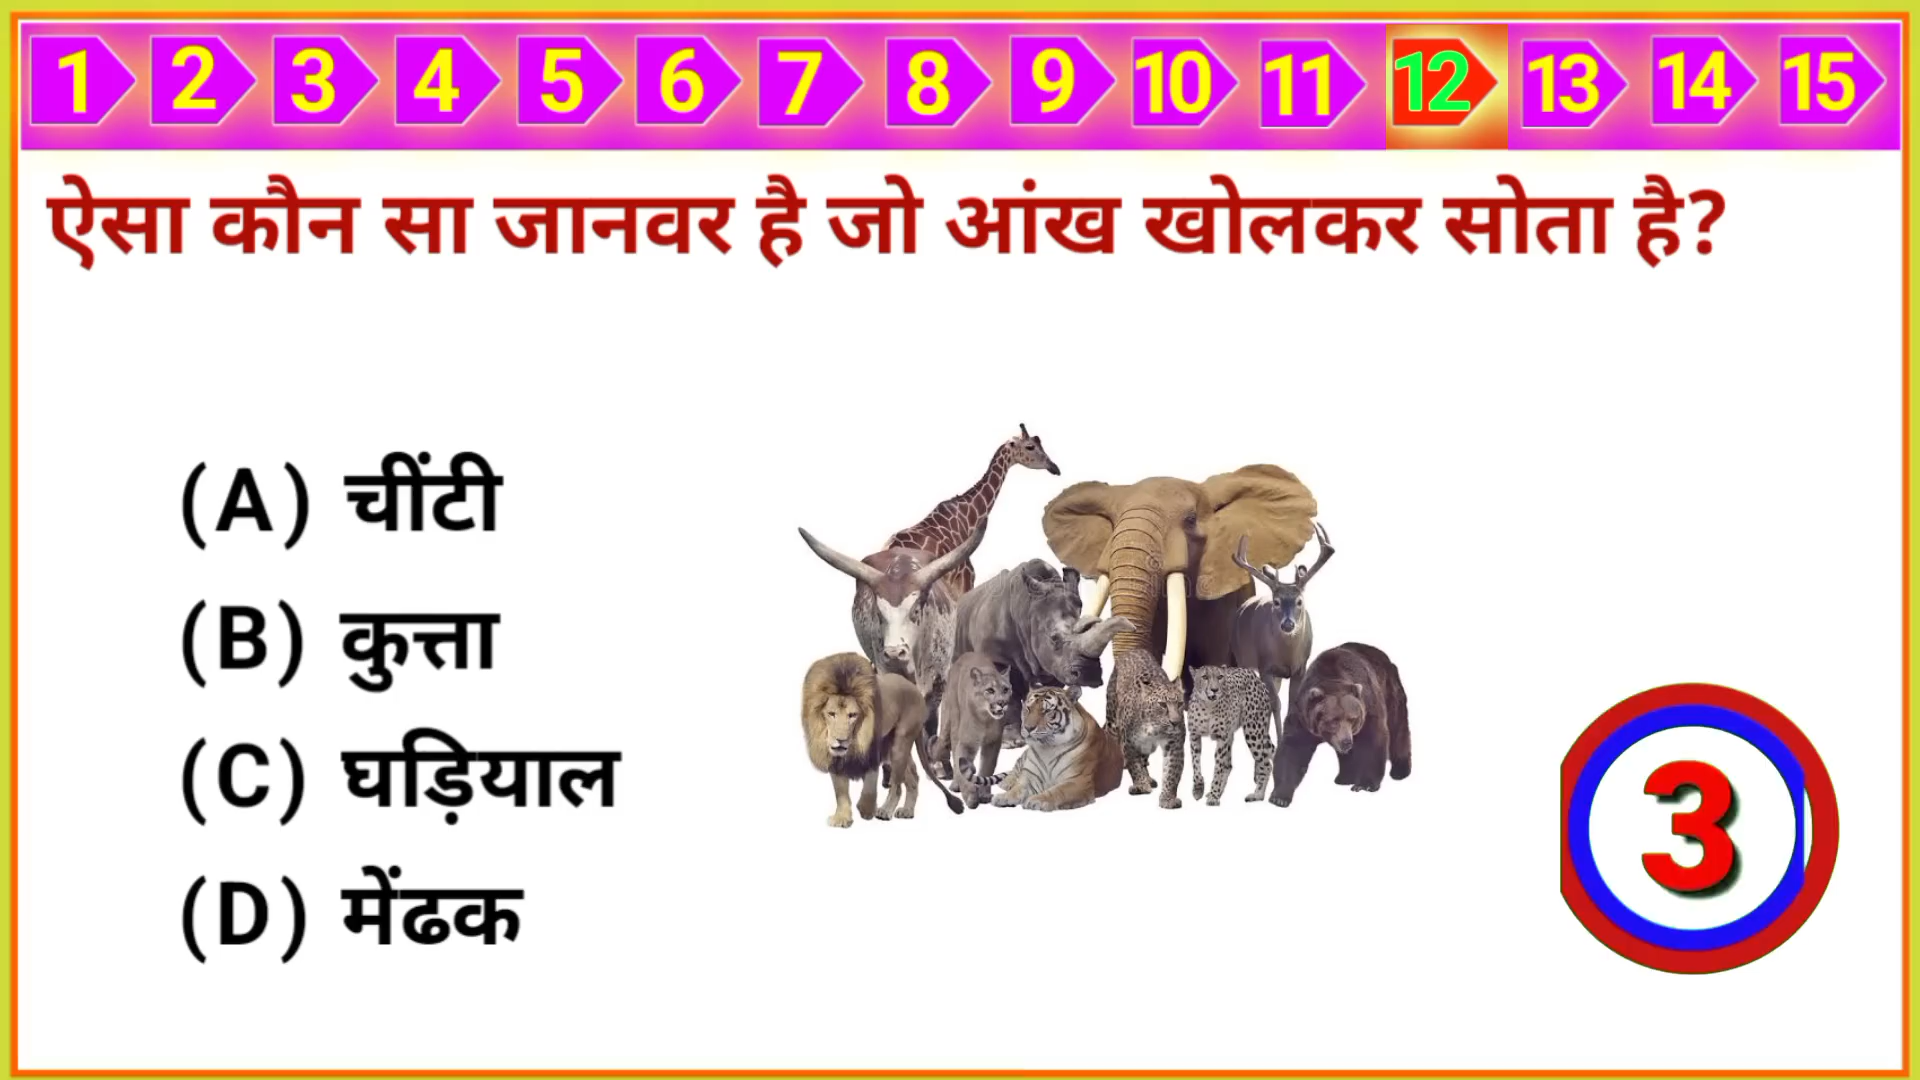 1 2 3 4 5 6 7 8 9 10 11 12 13 14 15
ऐसा कौन सा जानवर है जो आंख खोलकर सोता है?
(A) चींटी
(B) कुत्ता
(C) घड़ियाल
(D) मेंढक
3